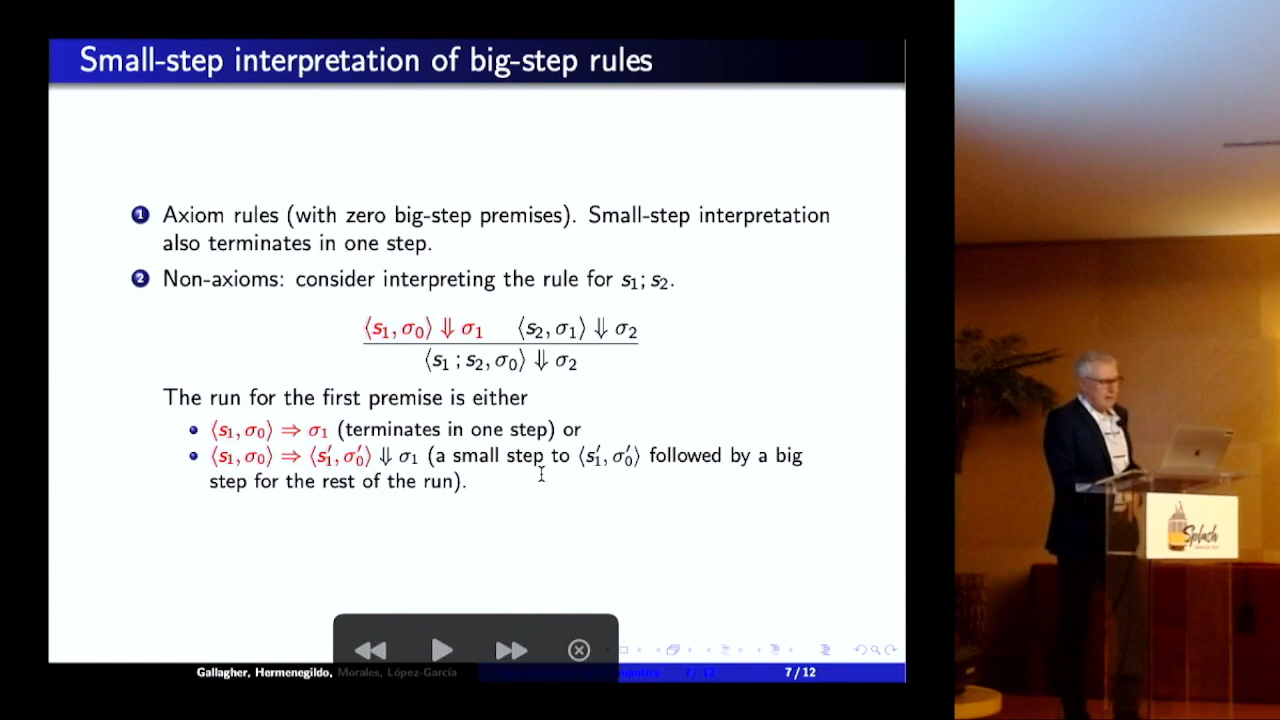 Small-step interpretation of big-step rules
1 Axiom rules (with zero big-step premises). Small-step interpretation
also terminates in one step.
2 Non-axioms: consider interpreting the rule for s₁; s₂.
⟨s₁, σ₀⟩ ⇓ σ₁ ⟨s₂, σ₁⟩ ⇓ σ₂
⟨s₁ ; s₂, σ₀⟩ ⇓ σ₂
The run for the first premise is either
⟨s₁, σ₀⟩ ⇒ σ₁ (terminates in one step) or
⟨s₁, σ₀⟩ ⇒ ⟨s′₁, σ′₀⟩ ⇓ σ₁ (a small step to ⟨s′₁, σ′₀⟩ followed by a big
step for the rest of the run).
Gallagher, Hermenegildo, Morales, López-García 7 / 12 7 / 12
Splash